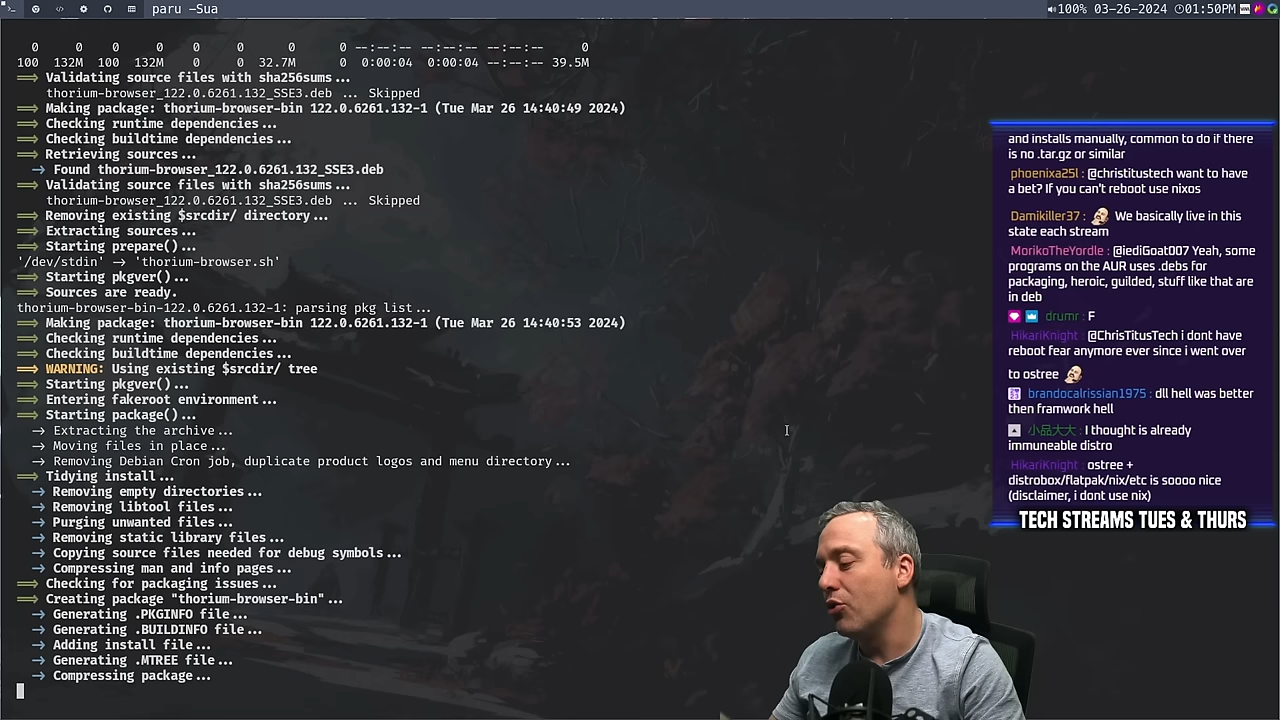 paru -Sua
100% 03-26-2024 01:50PM
0 0 0 0 0 0 0 0 --:--:-- --:--:-- --:--:-- 0
100 132M 100 132M 0 0 32.7M 0 0:00:04 0:00:04 --:--:-- 39.5M
==> Validating source files with sha256sums...
thorium-browser_122.0.6261.132_SSE3.deb ... Skipped
==> Making package: thorium-browser-bin 122.0.6261.132-1 (Tue Mar 26 14:40:49 2024)
==> Checking runtime dependencies...
==> Checking buildtime dependencies...
==> Retrieving sources...
-> Found thorium-browser_122.0.6261.132_SSE3.deb
==> Validating source files with sha256sums...
thorium-browser_122.0.6261.132_SSE3.deb ... Skipped
==> Removing existing $srcdir/ directory...
==> Extracting sources...
==> Starting prepare()...
'/dev/stdin' -> 'thorium-browser.sh'
==> Starting pkgver()...
==> Sources are ready.
thorium-browser-bin-122.0.6261.132-1: parsing pkg list...
==> Making package: thorium-browser-bin 122.0.6261.132-1 (Tue Mar 26 14:40:53 2024)
==> Checking runtime dependencies...
==> Checking buildtime dependencies...
==> WARNING: Using existing $srcdir/ tree
==> Starting pkgver()...
==> Entering fakeroot environment...
==> Starting package()...
-> Extracting the archive...
-> Moving files in place...
-> Removing Debian Cron job, duplicate product logos and menu directory...
==> Tidying install...
-> Removing empty directories...
-> Removing libtool files...
-> Purging unwanted files...
-> Removing static library files...
-> Copying source files needed for debug symbols...
-> Compressing man and info pages...
==> Checking for packaging issues...
==> Creating package "thorium-browser-bin"...
-> Generating .PKGINFO file...
-> Generating .BUILDINFO file...
-> Adding install file...
-> Generating .MTREE file...
-> Compressing package...
and installs manually, common to do if there
is no .tar.gz or similar
phoenixa25l : @christitustech want to have
a bet? If you can't reboot use nixos
Damikiller37 : We basically live in this
state each stream
MorikoTheYordle : @iediGoat007 Yeah, some
programs on the AUR uses .debs for
packaging, heroic, guilded, stuff like that are
in deb
drumr : F
HikariKnight : @ChrisTitusTech i dont have
reboot fear anymore ever since i went over
to ostree
brandocalrissian1975 : dll hell was better
then framwork hell
小品大大 : I thought is already
immuneable distro
HikariKnight : ostree +
distrobox/flatpak/nix/etc is soooo nice
(disclaimer, i dont use nix)
TECH STREAMS TUES & THURS